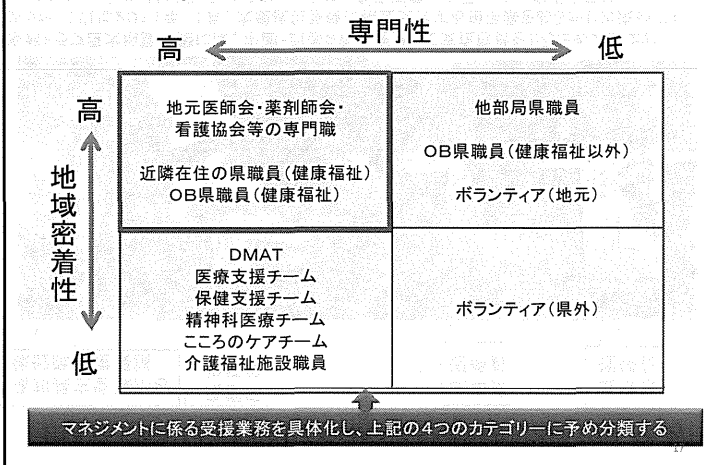 専門性
高
低
高
地域密着性
低
地元医師会・薬剤師会・
看護協会等の専門職
近隣在住の県職員(健康福祉)
OB県職員(健康福祉)
他部局県職員
OB県職員(健康福祉以外)
ボランティア(地元)
DMAT
医療支援チーム
保健支援チーム
精神科医療チーム
こころのケアチーム
介護福祉施設職員
ボランティア(県外)
マネジメントに係る受援業務を具体化し、上記の4つのカテゴリーに予め分類する
17